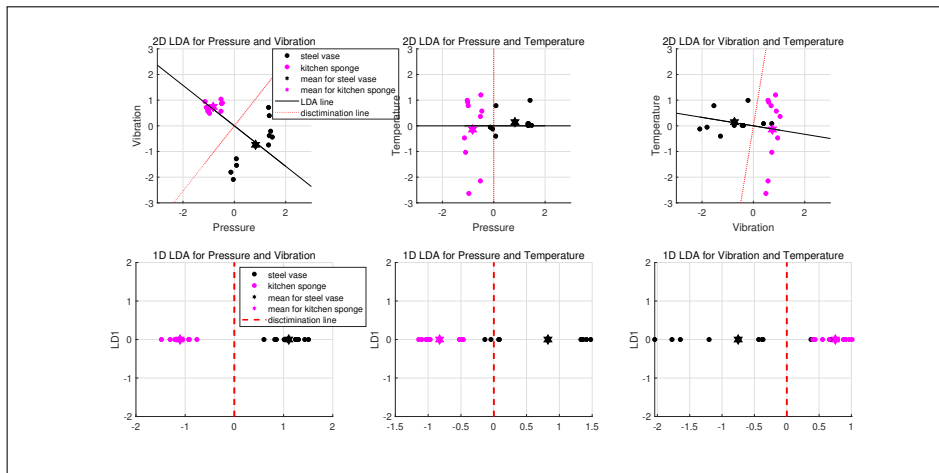 2D LDA for Pressure and Vibration
3
2
1
0
-1
-2
-3
-2
0
2
Vibration
Pressure
steel vase
kitchen sponge
mean for steel vase
mean for kitchen sponge
LDA line
disctimination line
2D LDA for Pressure and Temperature
3
2
1
0
-1
-2
-3
-2
0
2
Temperature
Pressure
2D LDA for Vibration and Temperature
3
2
1
0
-1
-2
-3
-2
0
2
Temperature
Vibration
1D LDA for Pressure and Vibration
2
1
0
-1
-2
-2
-1
0
1
2
LD1
steel vase
kitchen sponge
mean for steel vase
mean for kitchen sponge
disctimination line
1D LDA for Pressure and Temperature
2
1
0
-1
-2
-1.5
-1
-0.5
0
0.5
1
1.5
LD1
1D LDA for Vibration and Temperature
2
1
0
-1
-2
-2
-1.5
-1
-0.5
0
0.5
1
LD1